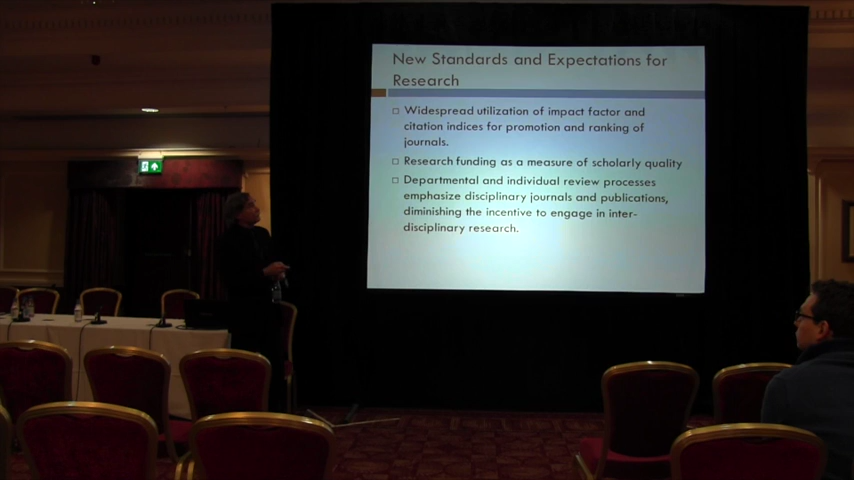 New Standards and Expectations for
Research
Widespread utilization of impact factor and
citation indices for promotion and ranking of
journals.
Research funding as a measure of scholarly quality
Departmental and individual review processes
emphasize disciplinary journals and publications,
diminishing the incentive to engage in inter-
disciplinary research.